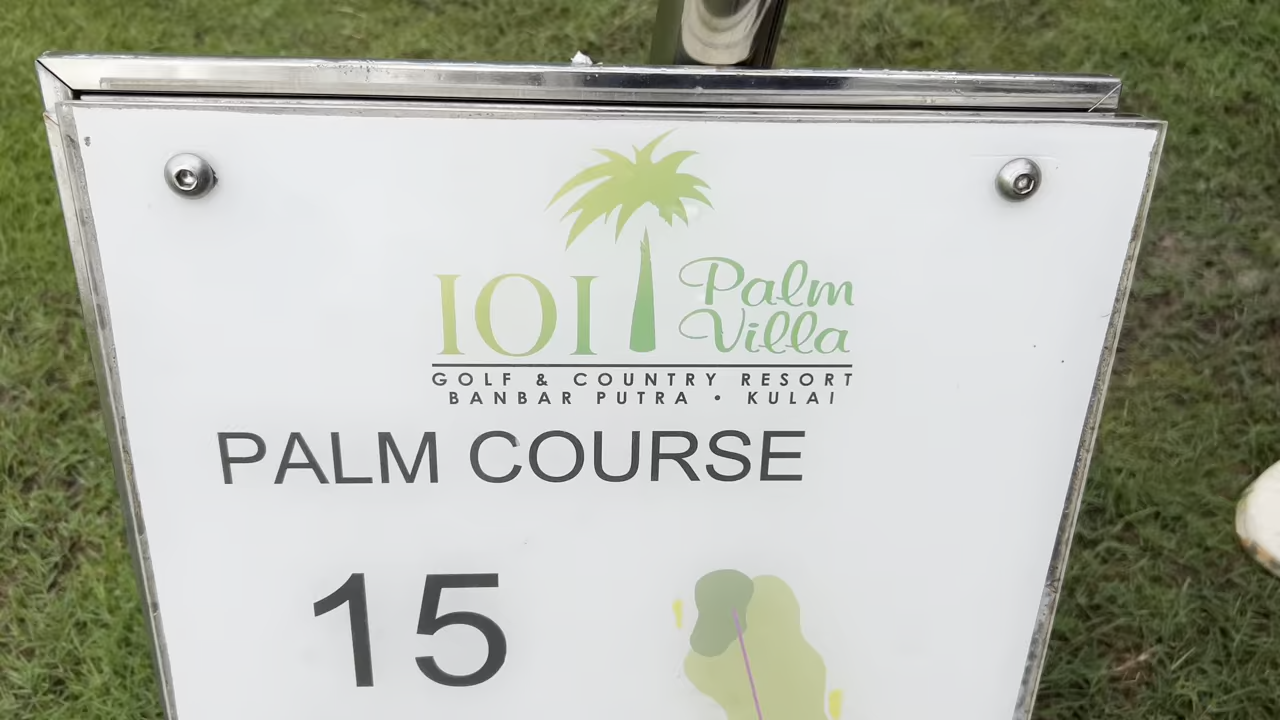 IOI Palm Villa
GOLF & COUNTRY RESORT
BANBAR PUTRA • KULAI
PALM COURSE
15